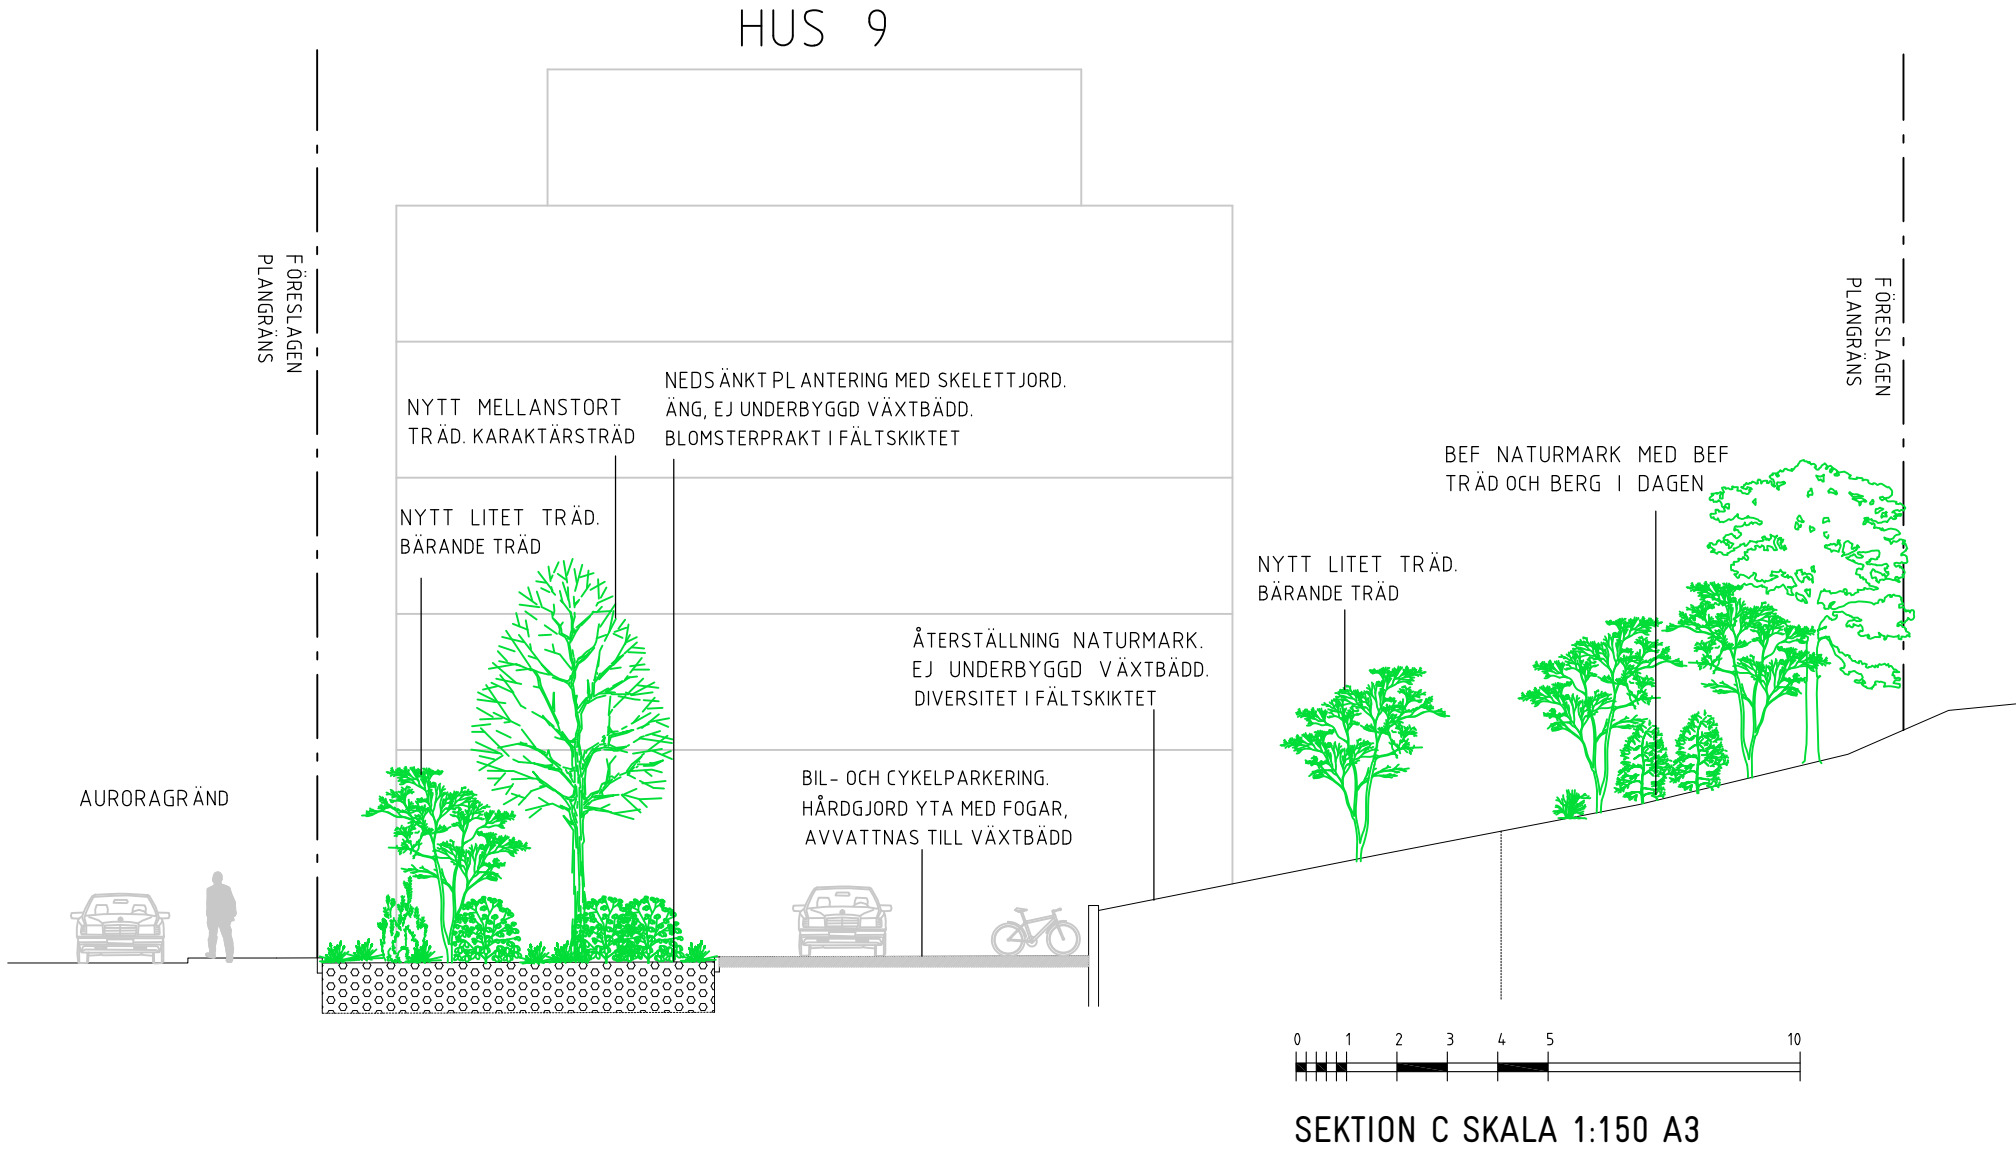 HUS 9
FÖRESLAGEN
PLANGRÄNS
FÖRESLAGEN
PLANGRÄNS
NYTT MELLANSTORT
TRÄD. KARAKTÄRSTRÄD
NEDSÄNKT PLANTERING MED SKELETTJORD.
ÄNG, EJ UNDERBYGGD VÄXTBÄDD.
BLOMSTERPRAKT I FÄLTSKIKTET
BEF NATURMARK MED BEF
TRÄD OCH BERG I DAGEN
NYTT LITET TRÄD.
BÄRANDE TRÄD
NYTT LITET TRÄD.
BÄRANDE TRÄD
ÅTERSTÄLLNING NATURMARK.
EJ UNDERBYGGD VÄXTBÄDD.
DIVERSITET I FÄLTSKIKTET
BIL- OCH CYKELPARKERING.
HÅRDGJORD YTA MED FOGAR,
AVVATTNAS TILL VÄXTBÄDD
AURORAGRÄND
0 1 2 3 4 5 10
SEKTION C SKALA 1:150 A3